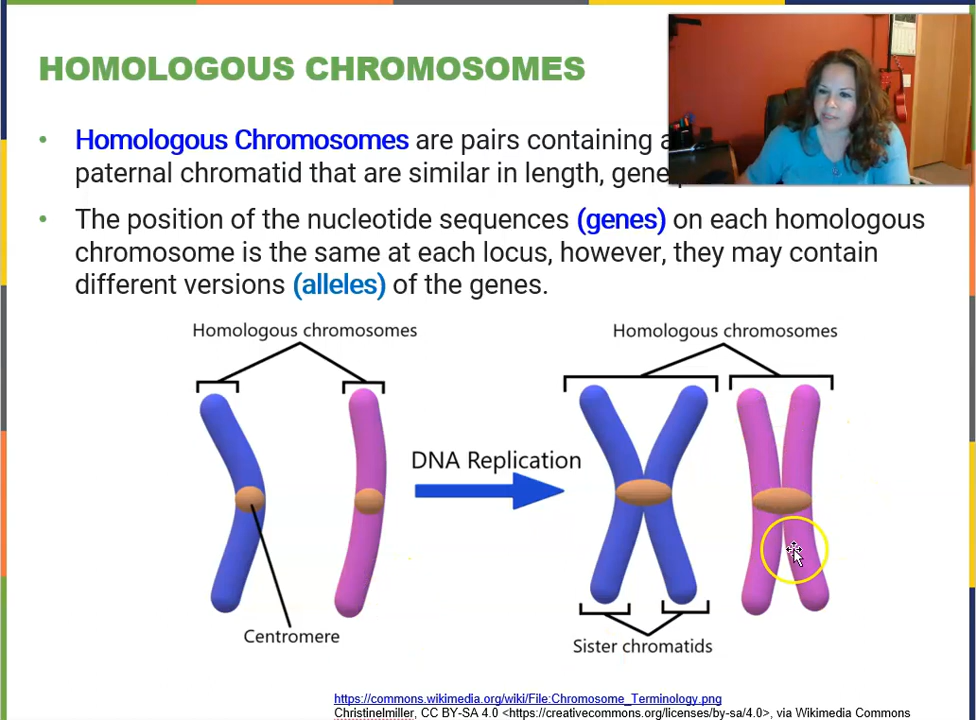 HOMOLOGOUS CHROMOSOMES
• Homologous Chromosomes are pairs containing a
paternal chromatid that are similar in length, gene
• The position of the nucleotide sequences (genes) on each homologous
chromosome is the same at each locus, however, they may contain
different versions (alleles) of the genes.
Homologous chromosomes
Homologous chromosomes
DNA Replication
Centromere
Sister chromatids
https://commons.wikimedia.org/wiki/File:Chromosome_Terminology.png
Christinelmiller, CC BY-SA 4.0 <https://creativecommons.org/licenses/by-sa/4.0>, via Wikimedia Commons